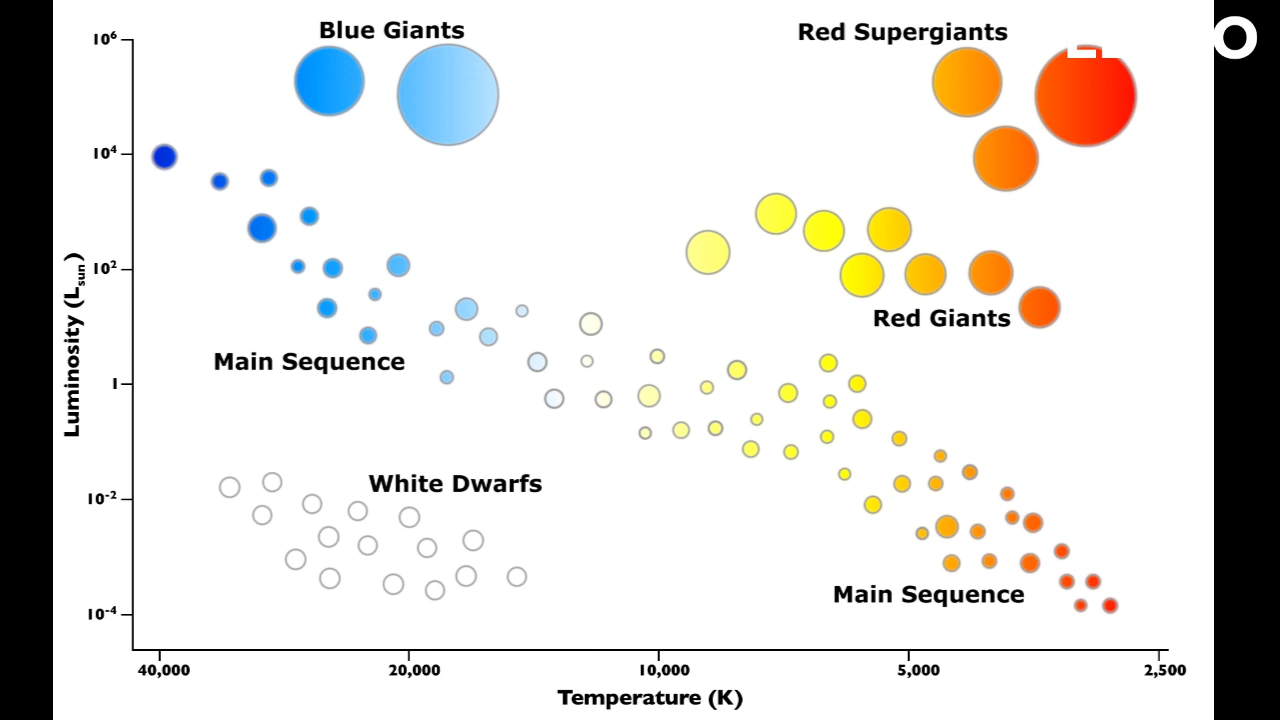 Blue Giants
Red Supergiants
10⁶
10⁴
10²
1
10⁻²
10⁻⁴
Luminosity (Lsun)
Red Giants
Main Sequence
White Dwarfs
Main Sequence
40,000
20,000
10,000
5,000
2,500
Temperature (K)